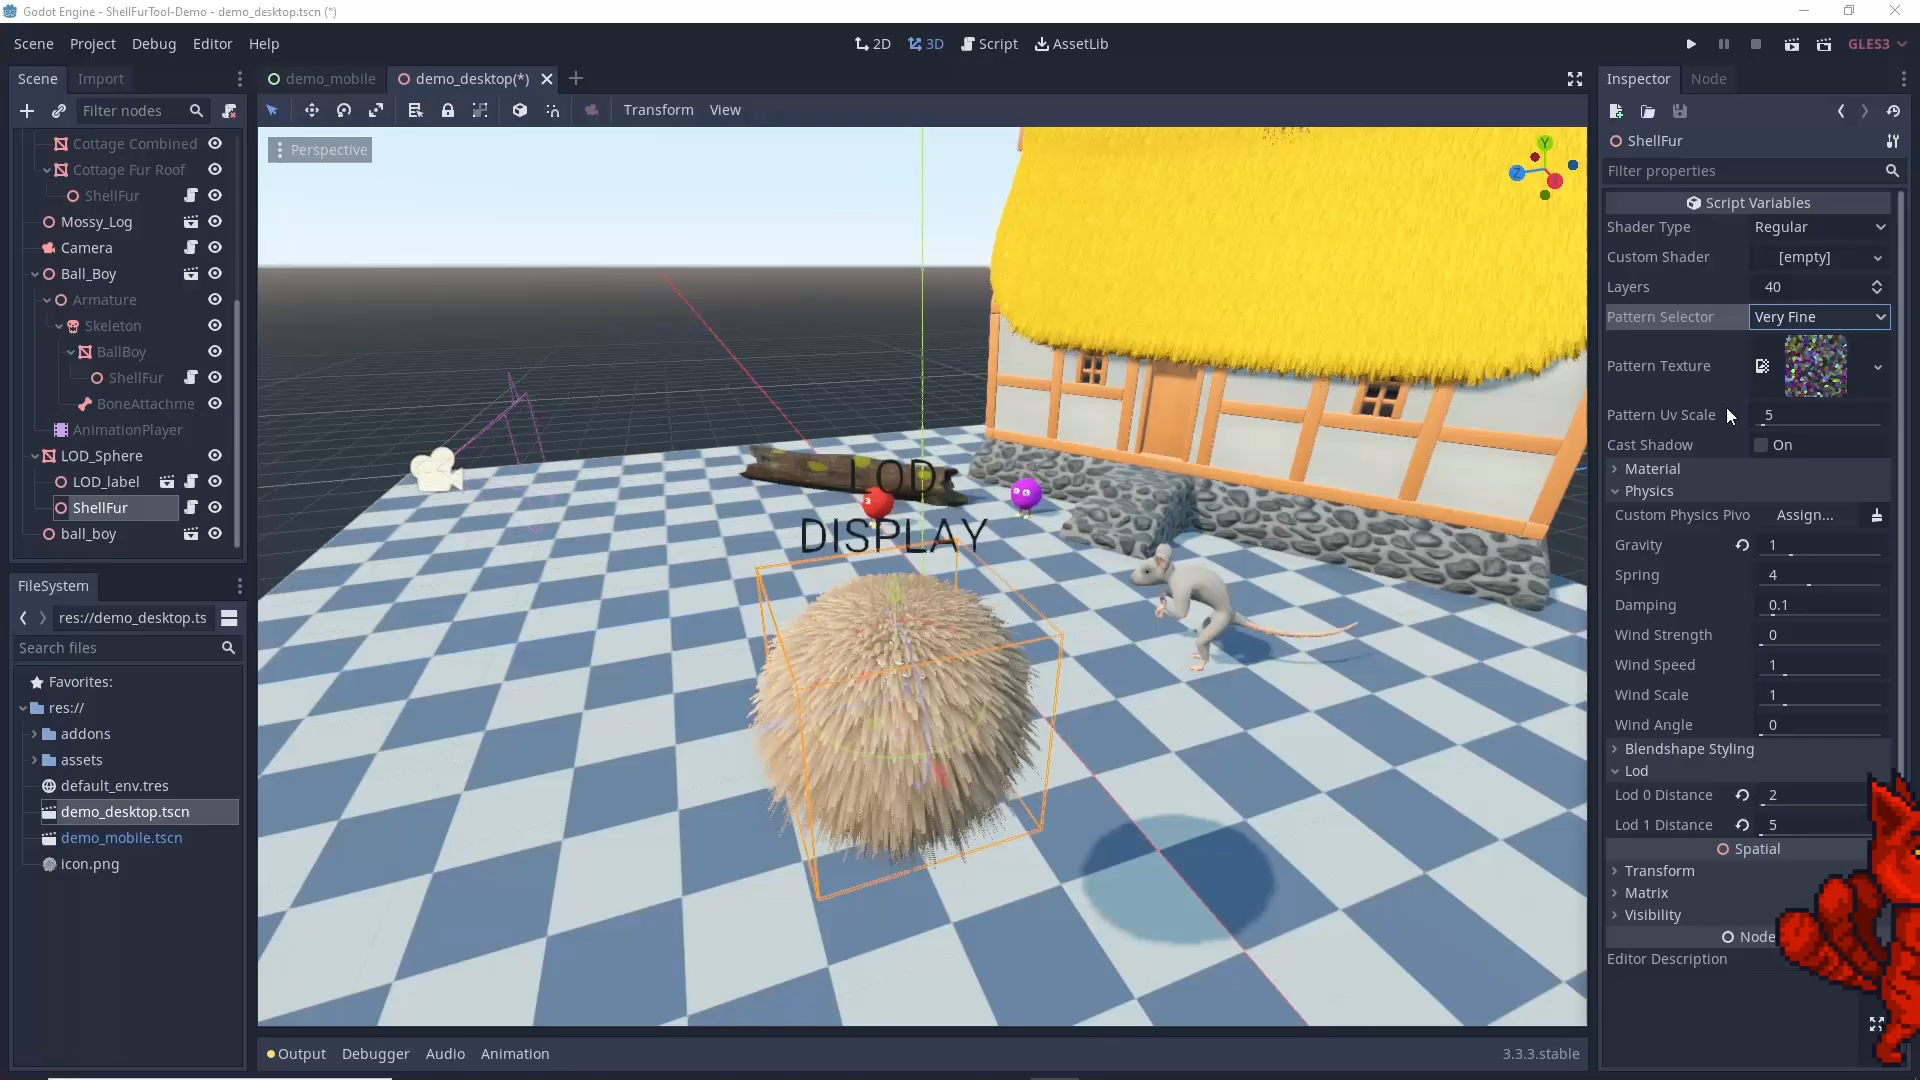 Godot Engine - ShellFurTool-Demo - demo_desktop.tscn (*)
Scene Project Debug Editor Help
2D 3D Script AssetLib
GLES3
Scene Import
demo_mobile demo_desktop(*)
Inspector Node
Filter nodes
Transform View
ShellFur
Perspective
Filter properties
Cottage Combined
Cottage Fur Roof
ShellFur
Mossy_Log
Camera
Ball_Boy
Armature
Skeleton
BallBoy
ShellFur
BoneAttachme
AnimationPlayer
LOD_Sphere
LOD_label
ShellFur
ball_boy
FileSystem
res://demo_desktop.ts
Search files
Favorites:
res://
addons
assets
default_env.tres
demo_desktop.tscn
demo_mobile.tscn
icon.png
Y
Z
LOD
DISPLAY
Script Variables
Shader Type Regular
Custom Shader [empty]
Layers 40
Pattern Selector Very Fine
Pattern Texture
Pattern Uv Scale 5
Cast Shadow On
Material
Physics
Custom Physics Pivo Assign...
Gravity 1
Spring 4
Damping 0.1
Wind Strength 0
Wind Speed 1
Wind Scale 1
Wind Angle 0
Blendshape Styling
Lod
Lod 0 Distance 2
Lod 1 Distance 5
Spatial
Transform
Matrix
Visibility
Node
Editor Description
Output Debugger Audio Animation
3.3.3.stable